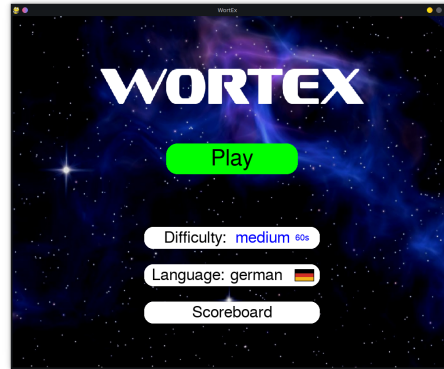 WortEx
WORTEX
Play
Difficulty: medium 60s
Language: german
Scoreboard